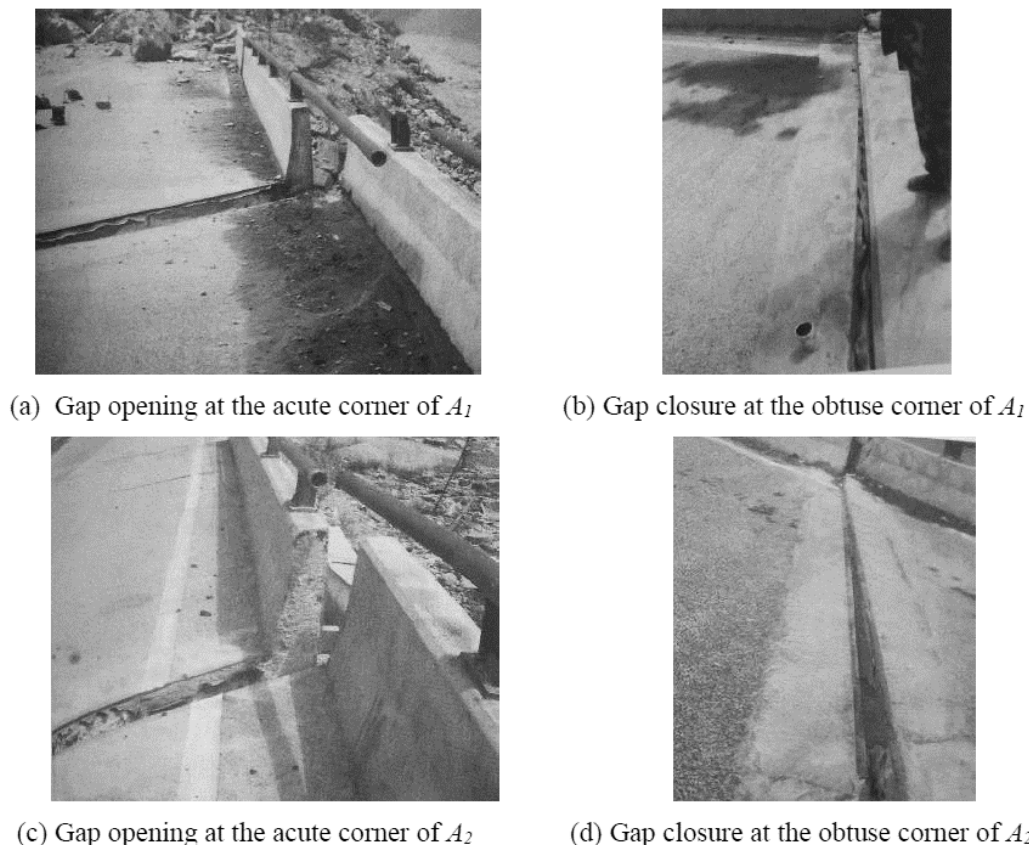 (a) Gap opening at the acute corner of A1
(b) Gap closure at the obtuse corner of A1
(c) Gap opening at the acute corner of A2
(d) Gap closure at the obtuse corner of A2